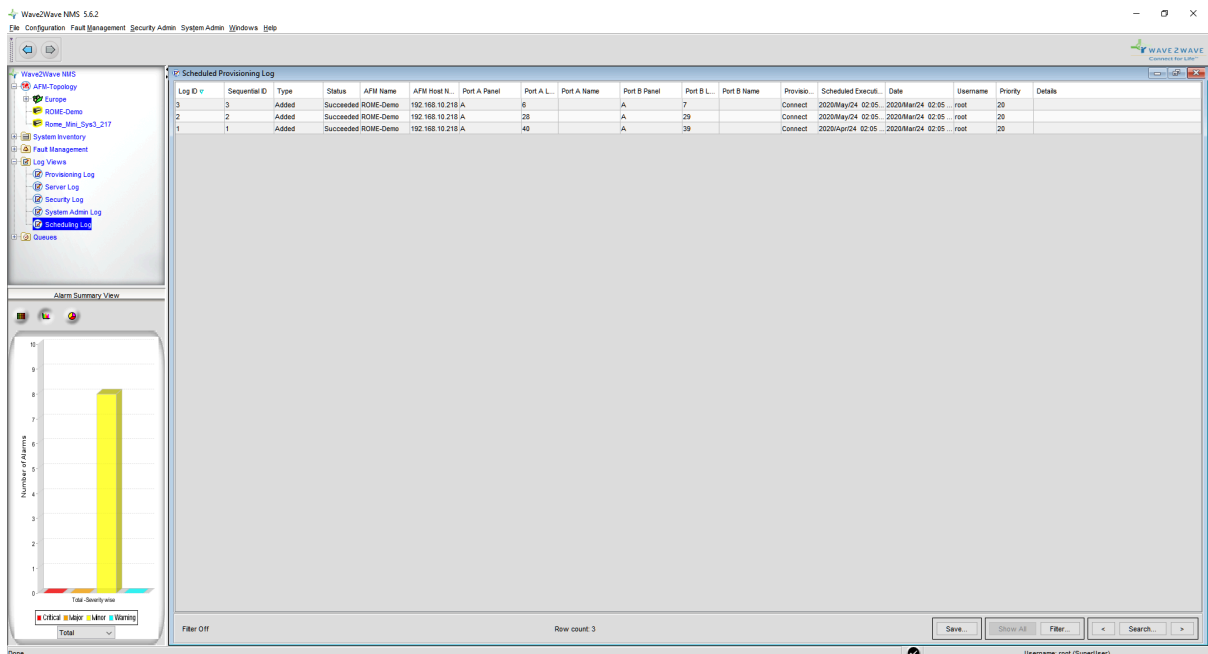 Wave2Wave NMS 5.6.2
File Configuration Fault Management Security Admin System Admin Windows Help
WAVE2WAVE
Connect for Life™
Wave2Wave NMS
AFM-Topology
Europe
ROME-Demo
Rome_Mini_Sys3_217
System Inventory
Fault Management
Log Views
Provisioning Log
Server Log
Security Log
System Admin Log
Scheduling Log
Queues
Scheduled Provisioning Log
Log ID Sequential ID Type Status AFM Name AFM Host N... Port A Panel Port A L... Port A Name Port B Panel Port B L... Port B Name Provisio... Scheduled Executi... Date Username Priority Details
3 3 Added Succeeded ROME-Demo 192.168.10.218 A 6 A 7 Connect 2020/May/24 02:05 ... 2020/Mar/24 02:05 ... root 20
2 2 Added Succeeded ROME-Demo 192.168.10.218 A 28 A 29 Connect 2020/May/24 02:05 ... 2020/Mar/24 02:05 ... root 20
1 1 Added Succeeded ROME-Demo 192.168.10.218 A 40 A 39 Connect 2020/Apr/24 02:05 ... 2020/Mar/24 02:05 ... root 20
Alarm Summary View
Number of Alarms
10
9
8
7
6
5
4
3
2
1
0
Total -Severity wise
Critical Major Minor Warning
Total
Filter Off Row count: 3 Save... Show All Filter... < Search... >
Done Username: root (SuperUser)